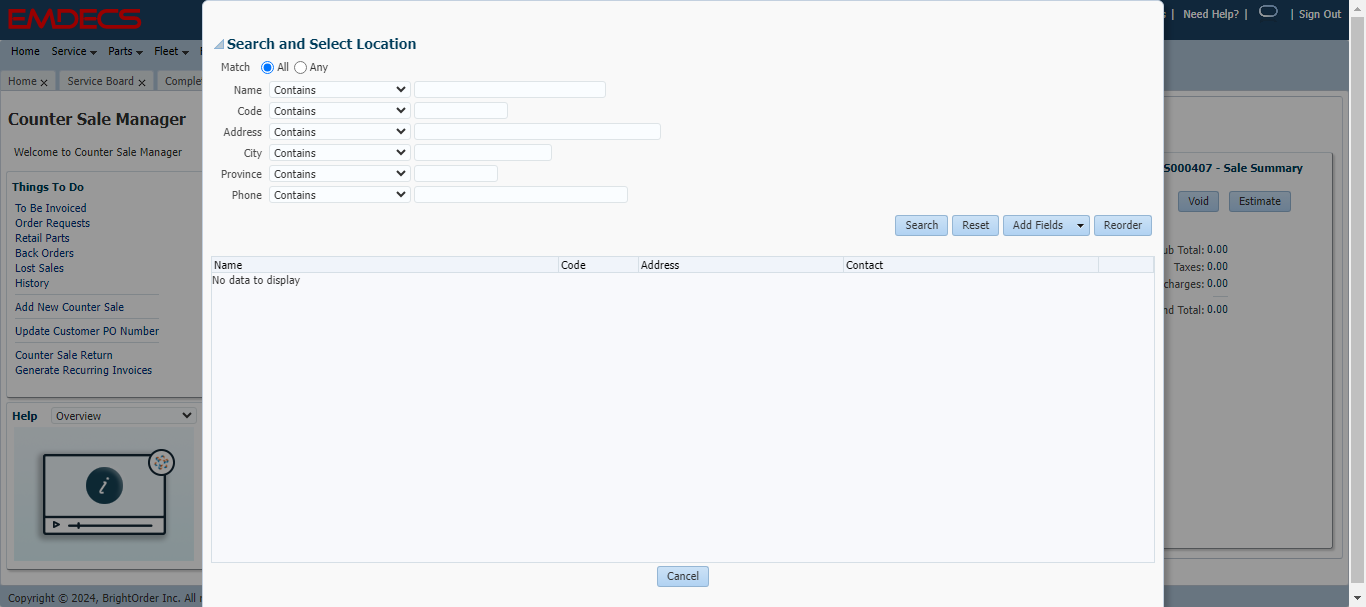 EMDECS
Need Help? | | Sign Out
Home Service Parts Fleet
Home Service Board Comple
Counter Sale Manager
Welcome to Counter Sale Manager
Things To Do
To Be Invoiced
Order Requests
Retail Parts
Back Orders
Lost Sales
History
Add New Counter Sale
Update Customer PO Number
Counter Sale Return
Generate Recurring Invoices
Help Overview
i
Copyright © 2024, BrightOrder Inc. All r
Search and Select Location
Match All Any
Name Contains
Code Contains
Address Contains
City Contains
Province Contains
Phone Contains
Search Reset Add Fields Reorder
Name Code Address Contact
No data to display
Cancel
S000407 - Sale Summary
Void Estimate
ub Total: 0.00
Taxes: 0.00
charges: 0.00
nd Total: 0.00